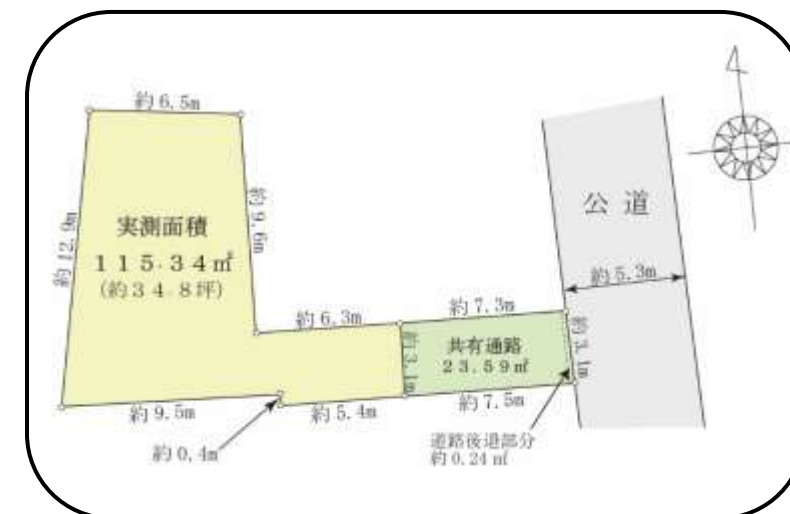 約6.5m
約12.9m
実測面積
115.34㎡
(約34.8坪)
約9.6m
公道
約5.3m
約6.3m
約7.3m
約3.1m
共有通路
23.59㎡
約3.1m
約9.5m
約0.4m
約5.4m
約7.5m
道路後退部分
約0.24㎡